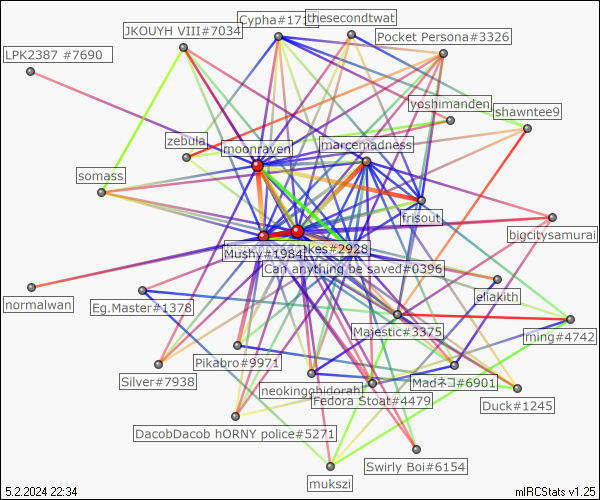 thesecondtwat
Cypha#171
JKOUYH VIII#7034
Pocket Persona#3326
LPK2387 #7690
yoshimanden
shawntee9
zebula
moonraven
marcemadness
somass
frisout
bigcitysamurai
Mushy#1984
kes#2928
Can anything be saved#0396
normalwan
eliakith
Eg.Master#1378
Majestic#3375
ming#4742
Pikabro#9971
Silver#7938
neokingghidorah
Madネコ#6901
Fedora Stoat#4479
Duck#1245
DacobDacob hORNY police#5271
Swirly Boi#6154
mukszi
5.2.2024 22:34
mIRCStats v1.25